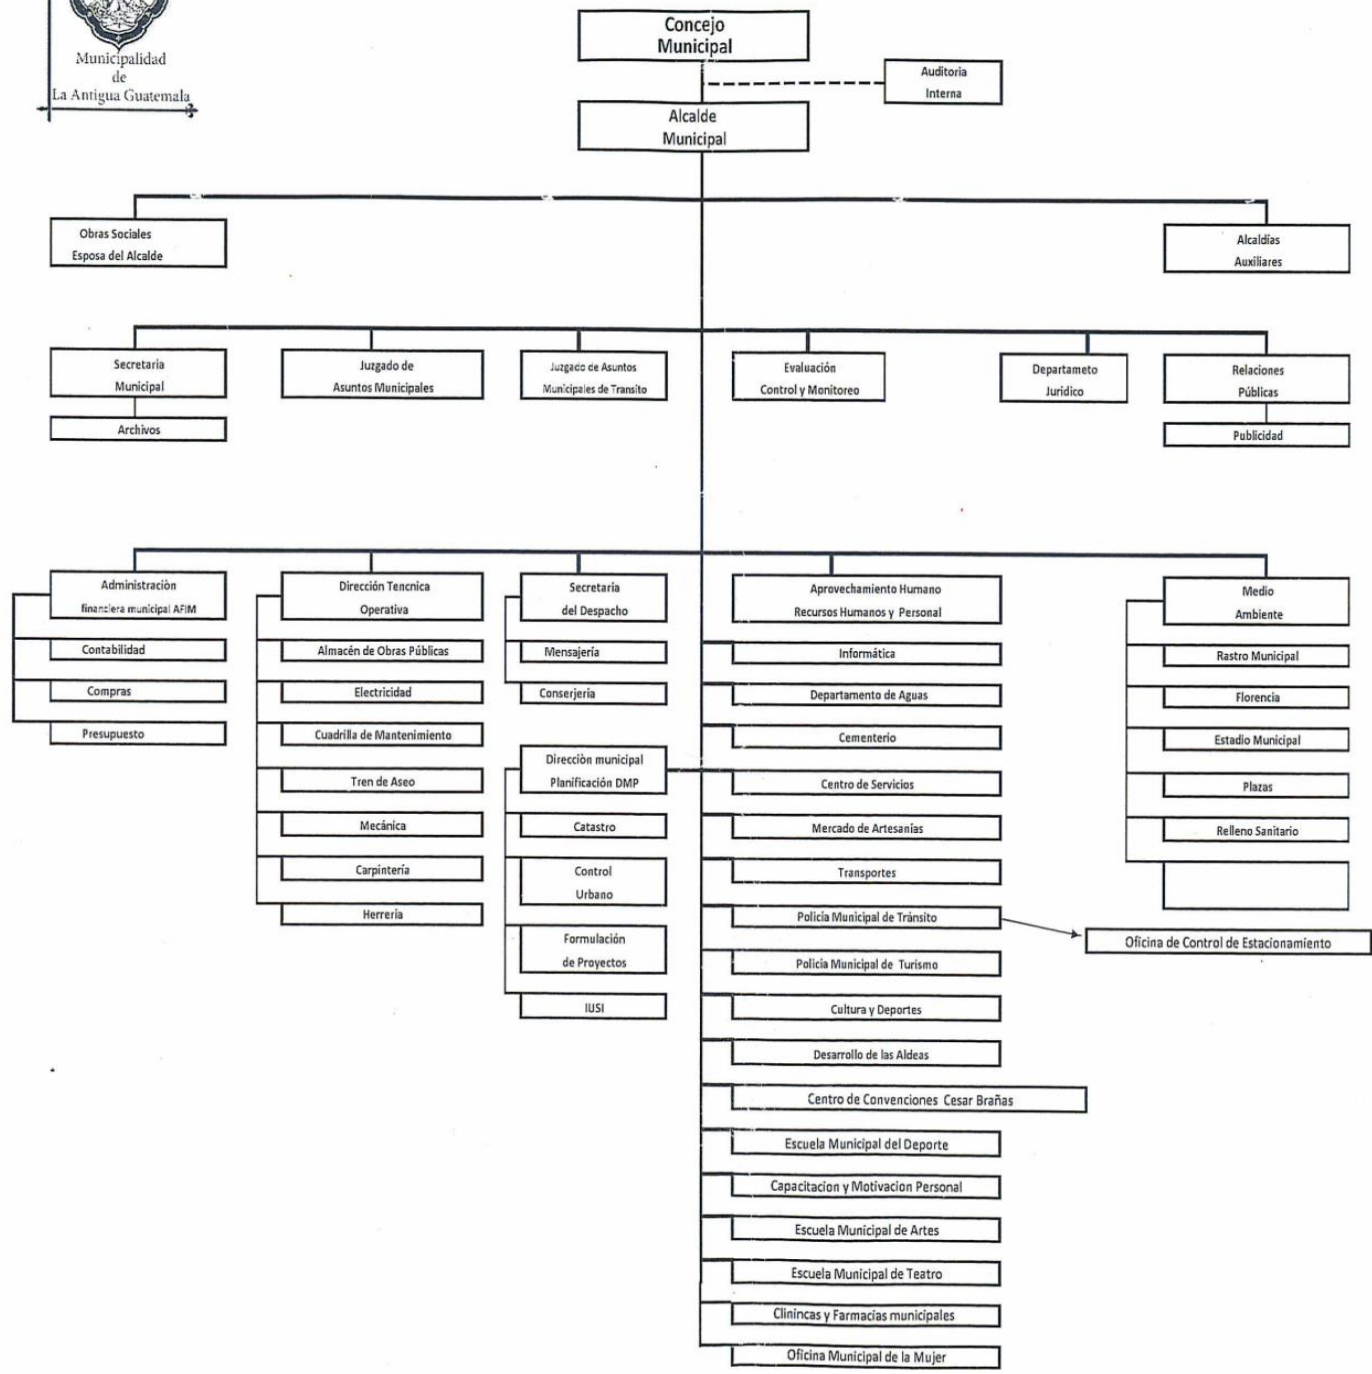 Municipalidad
de
La Antigua Guatemala
Concejo
Municipal
Auditoria
Interna
Alcalde
Municipal
Obras Sociales
Esposa del Alcalde
Alcaldías
Auxiliares
Secretaria
Municipal
Archivos
Juzgado de
Asuntos Municipales
Juzgado de Asuntos
Municipales de Transito
Evaluación
Control y Monitoreo
Departameto
Juridico
Relaciones
Públicas
Publicidad
Administraciòn
financiera municipal AFIM
Contabilidad
Compras
Presupuesto
Dirección Tencnica
Operativa
Almacén de Obras Públicas
Electricidad
Cuadrilla de Mantenimiento
Tren de Aseo
Mecánica
Carpintería
Herreria
Secretaria
del Despacho
Mensajería
Conserjeria
Direcciòn municipal
Planificación DMP
Catastro
Control
Urbano
Formulación
de Proyectos
IUSI
Aprovechamiento Humano
Recursos Humanos y Personal
Informática
Departamento de Aguas
Cementerio
Centro de Servicios
Mercado de Artesanías
Transportes
Policía Municipal de Trànsito
Oficina de Control de Estacionamiento
Policia Municipal de Turismo
Cultura y Deportes
Desarrollo de las Aldeas
Centro de Convenciones Cesar Brañas
Escuela Municipal del Deporte
Capacitacion y Motivacion Personal
Escuela Municipal de Artes
Escuela Municipal de Teatro
Clinincas y Farmacias municipales
Oficina Municipal de la Mujer
Medio
Ambiente
Rastro Municipal
Florencia
Estadio Municipal
Plazas
Relleno Sanitario